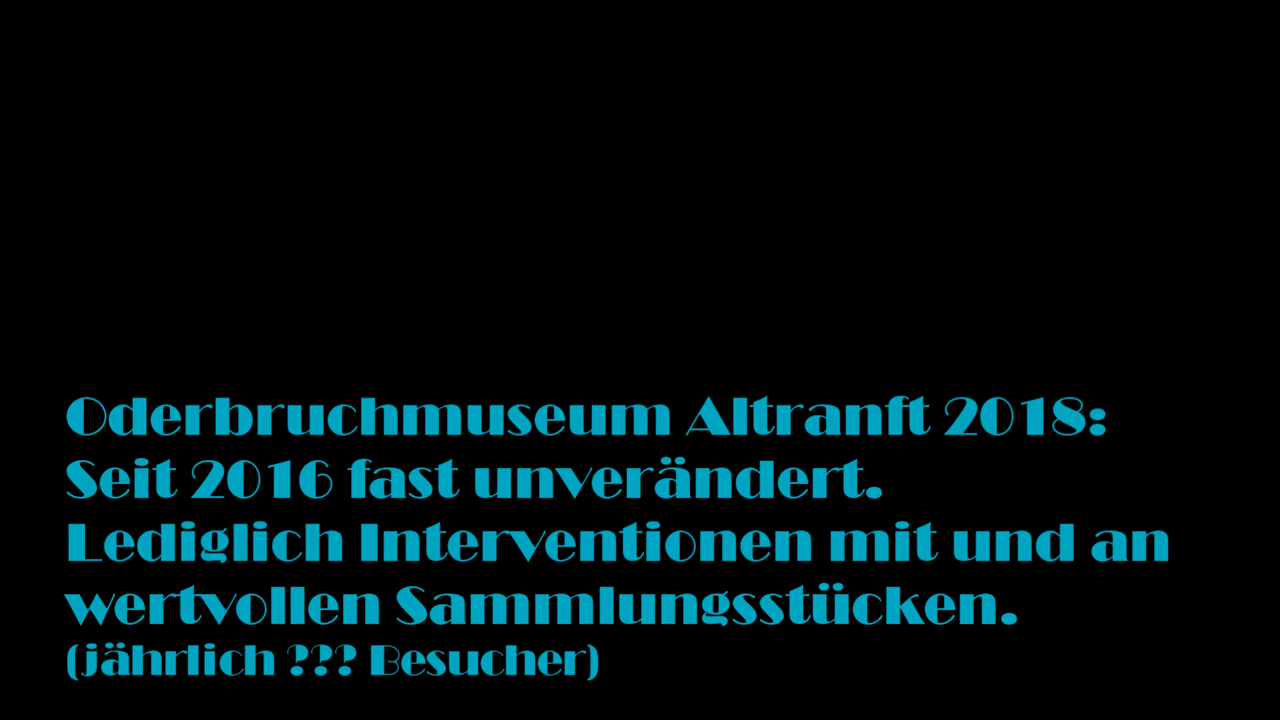 Oderbruchmuseum Altranft 2018:
Seit 2016 fast unverändert.
Lediglich Interventionen mit und an
wertvollen Sammlungsstücken.
(jährlich ??? Besucher)